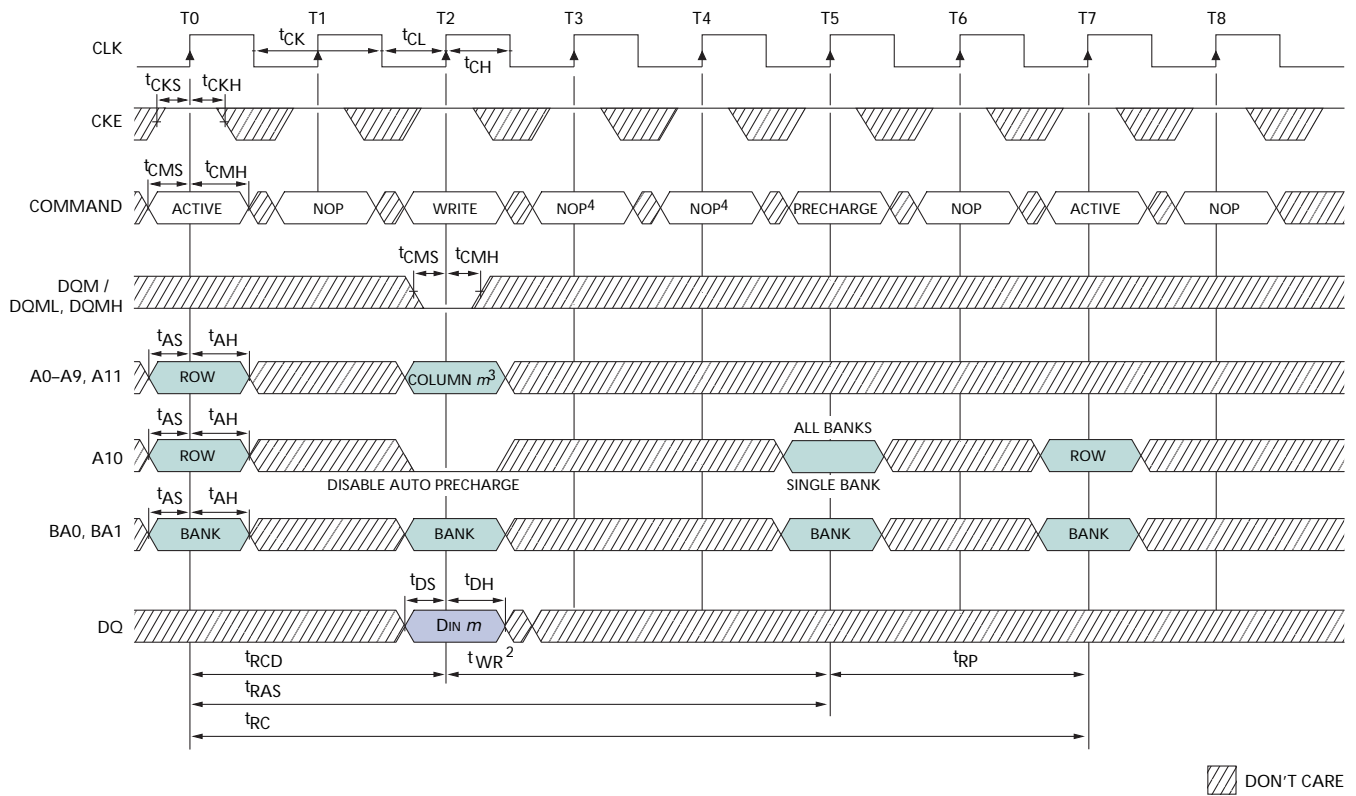 T0 T1 T2 T3 T4 T5 T6 T7 T8
CLK tCK tCL tCH
tCKS tCKH
CKE
tCMS tCMH
COMMAND ACTIVE NOP WRITE NOP4 NOP4 PRECHARGE NOP ACTIVE NOP
tCMS tCMH
DQM /
DQML, DQMH
tAS tAH
A0–A9, A11 ROW COLUMN m3
tAS tAH ALL BANKS
A10 ROW ROW
DISABLE AUTO PRECHARGE SINGLE BANK
tAS tAH
BA0, BA1 BANK BANK BANK BANK
tDS tDH
DQ DIN m
tRCD tWR2 tRP
tRAS
tRC
DON'T CARE